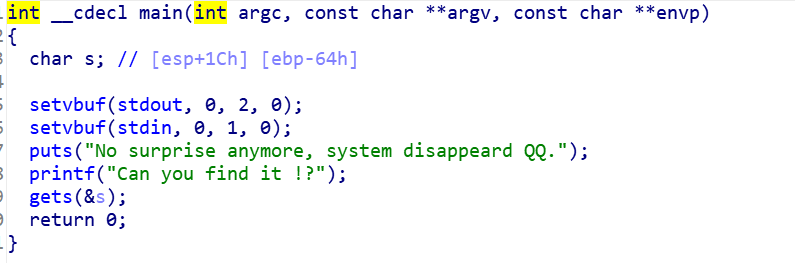 int __cdecl main(int argc, const char **argv, const char **envp)
{
char s; // [esp+1Ch] [ebp-64h]
setvbuf(stdout, 0, 2, 0);
setvbuf(stdin, 0, 1, 0);
puts("No surprise anymore, system disappeard QQ.");
printf("Can you find it !?");
gets(&s);
return 0;
}